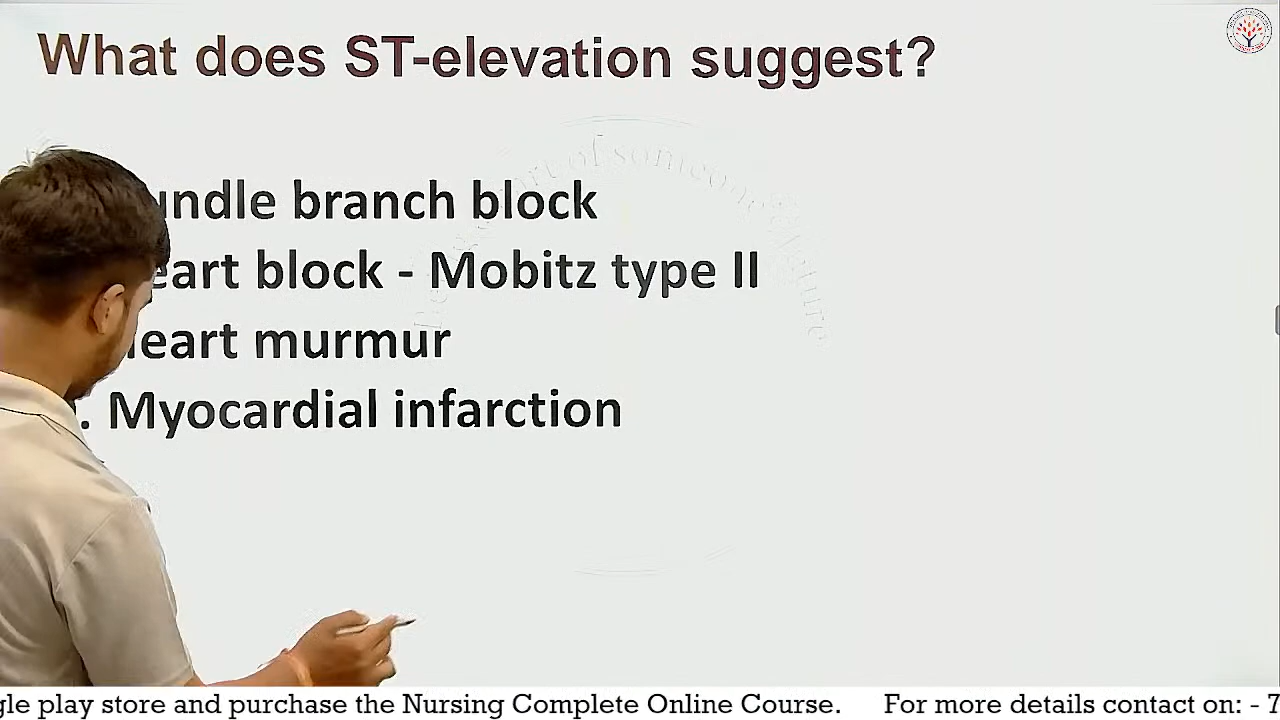 What does ST-elevation suggest?
undle branch block
eart block - Mobitz type II
eart murmur
. Myocardial infarction
gle play store and purchase the Nursing Complete Online Course. For more details contact on: - 7